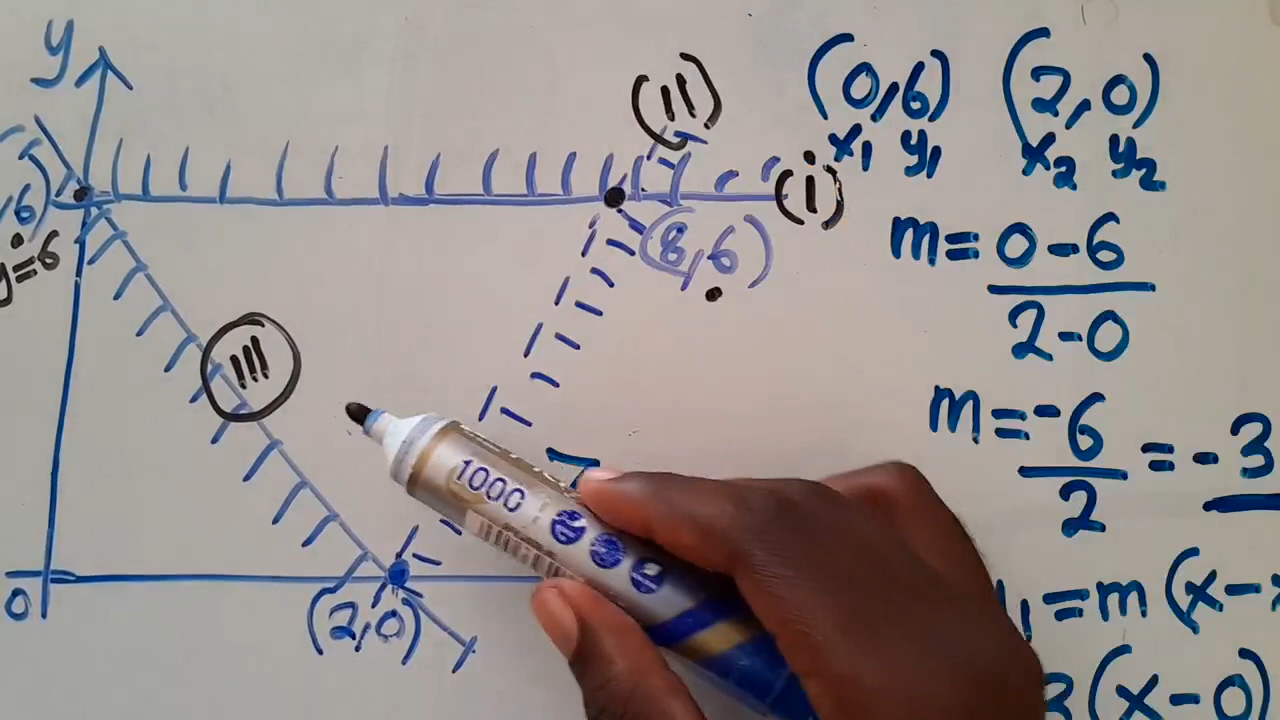 y
(ii)
(0,6) (2,0)
x₁ y₁ x₂ y₂
,6)
y=6
(i)
(8,6)
m=0-6
2-0
III
m=-6 = -3
2
1000
0
(2,0)
=m(x-x
3(x-0)